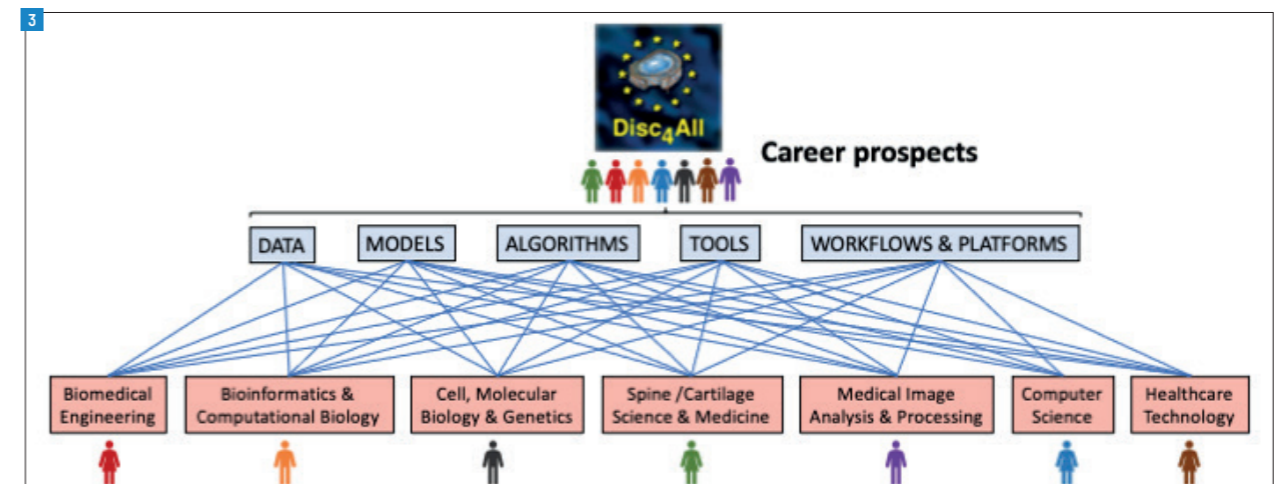 3
Disc4All
Career prospects
DATA
MODELS
ALGORITHMS
TOOLS
WORKFLOWS & PLATFORMS
Biomedical
Engineering
Bioinformatics &
Computational Biology
Cell, Molecular
Biology & Genetics
Spine /Cartilage
Science & Medicine
Medical Image
Analysis & Processing
Computer
Science
Healthcare
Technology